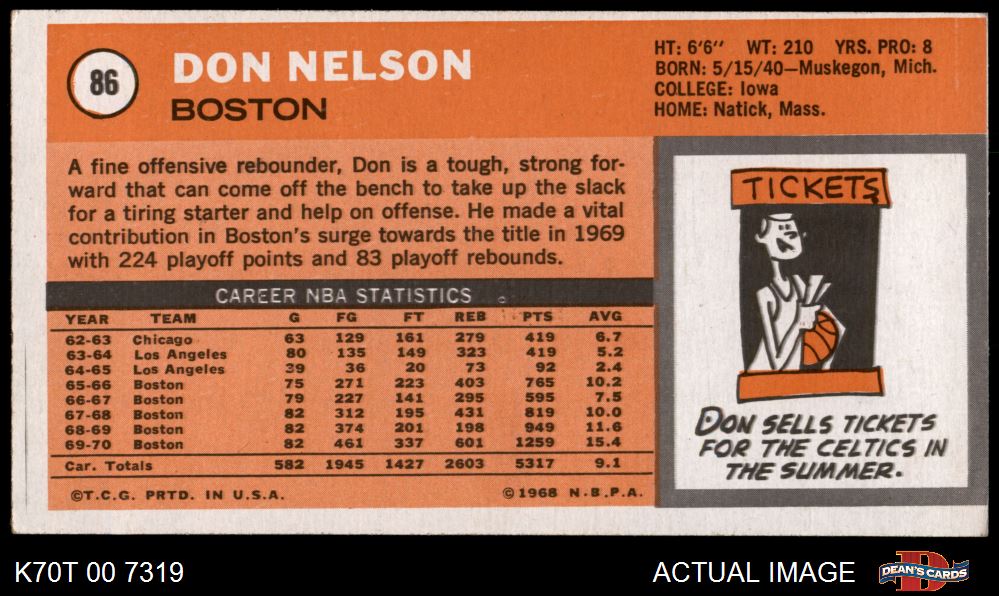 86
DON NELSON
BOSTON
HT: 6'6" WT: 210 YRS. PRO: 8
BORN: 5/15/40—Muskegon, Mich.
COLLEGE: Iowa
HOME: Natick, Mass.
A fine offensive rebounder, Don is a tough, strong for-
ward that can come off the bench to take up the slack
for a tiring starter and help on offense. He made a vital
contribution in Boston's surge towards the title in 1969
with 224 playoff points and 83 playoff rebounds.
CAREER NBA STATISTICS
YEAR TEAM G FG FT REB PTS AVG
62-63 Chicago 63 129 161 279 419 6.7
63-64 Los Angeles 80 135 149 323 419 5.2
64-65 Los Angeles 39 36 20 73 92 2.4
65-66 Boston 75 271 223 403 765 10.2
66-67 Boston 79 227 141 295 595 7.5
67-68 Boston 82 312 195 431 819 10.0
68-69 Boston 82 374 201 198 949 11.6
69-70 Boston 82 461 337 601 1259 15.4
Car. Totals 582 1945 1427 2603 5317 9.1
©T.C.G. PRTD. IN U.S.A. ©1968 N.B.P.A.
TICKETS
DON SELLS TICKETS
FOR THE CELTICS IN
THE SUMMER.
K70T 00 7319
ACTUAL IMAGE
D
DEAN'S CARDS